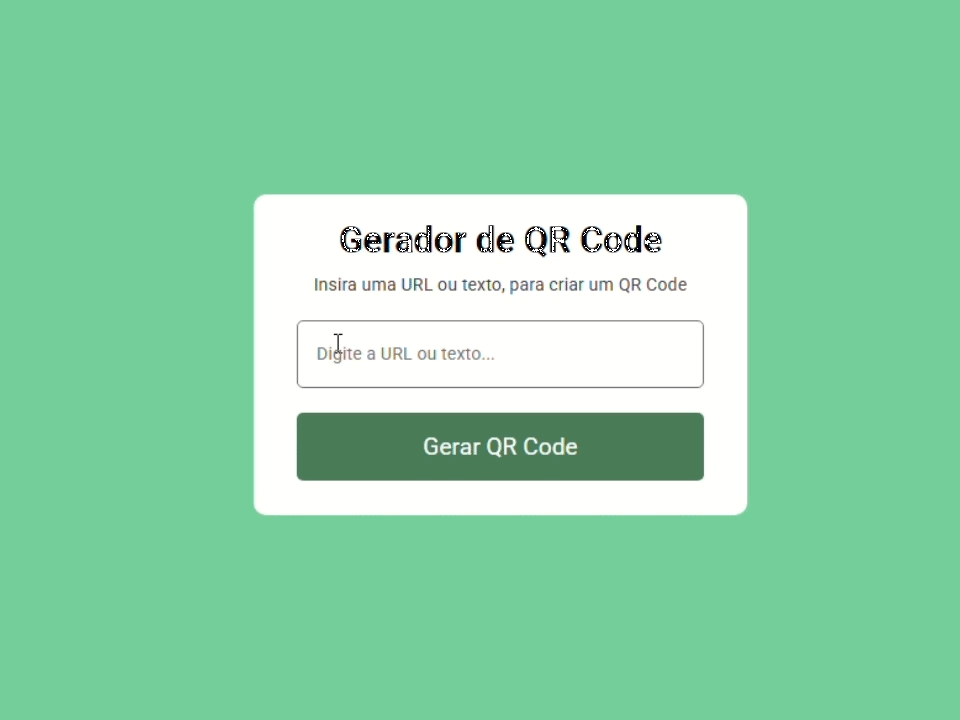 Gerador de QR Code
Insira uma URL ou texto, para criar um QR Code
Digite a URL ou texto...
Gerar QR Code